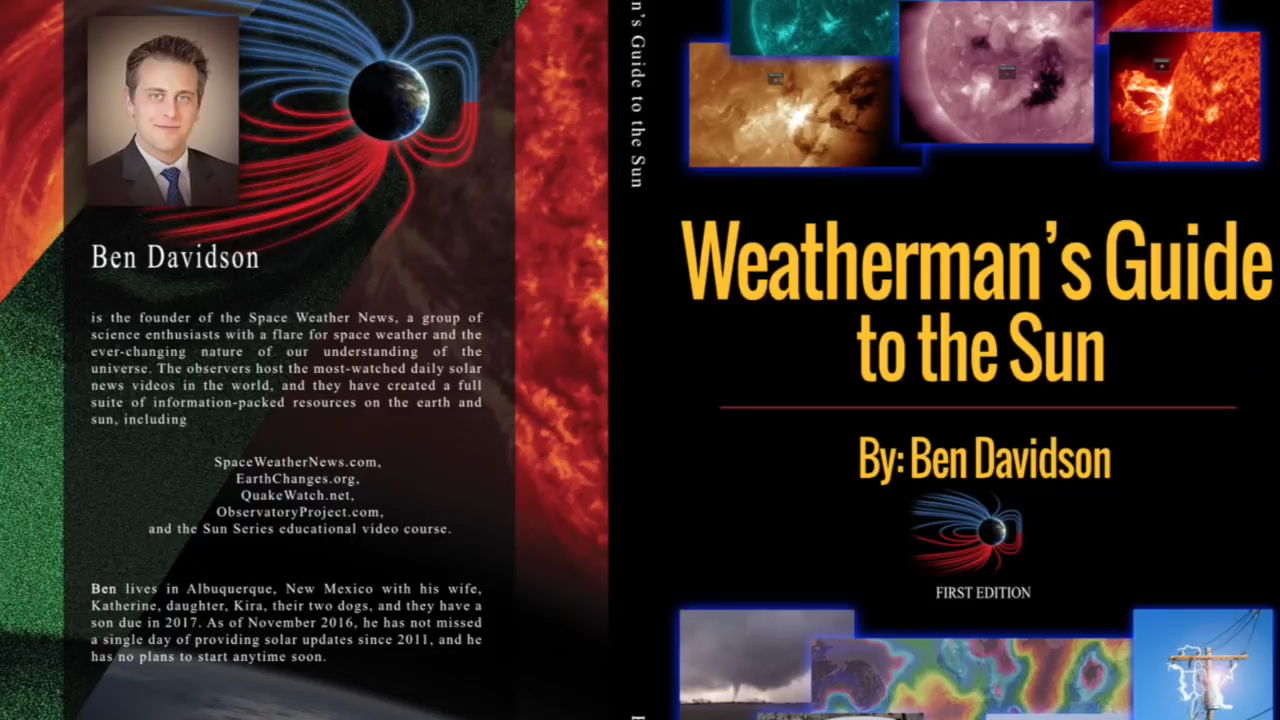 Ben Davidson
is the founder of the Space Weather News, a group of
science enthusiasts with a flare for space weather and the
ever-changing nature of our understanding of the
universe. The observers host the most-watched daily solar
news videos in the world, and they have created a full
suite of information-packed resources on the earth and
sun, including
SpaceWeatherNews.com,
EarthChanges.org,
QuakeWatch.net,
ObservatoryProject.com,
and the Sun Series educational video course.
Ben lives in Albuquerque, New Mexico with his wife,
Katherine, daughter, Kira, their two dogs, and they have a
son due in 2017. As of November 2016, he has not missed
a single day of providing solar updates since 2011, and he
has no plans to start anytime soon.
n's Guide to the Sun
Weatherman's Guide
to the Sun
By: Ben Davidson
FIRST EDITION